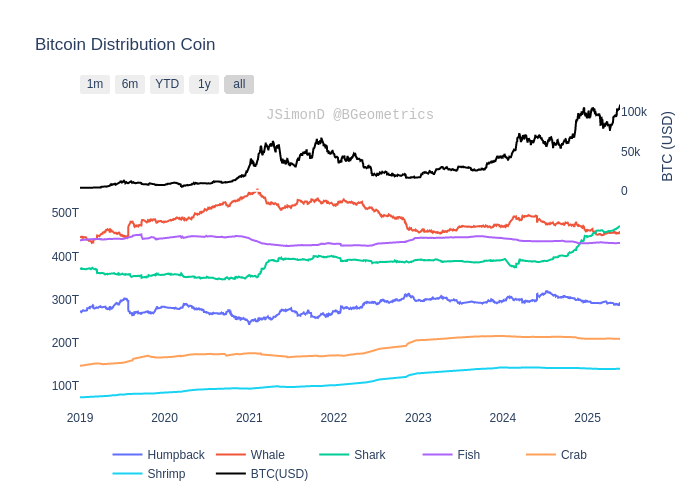 Bitcoin Distribution Coin
1m 6m YTD 1y all
JSimonD @BGeometrics
100k
50k
0
BTC (USD)
500T
400T
300T
200T
100T
2019 2020 2021 2022 2023 2024 2025
Humpback Whale Shark Fish Crab
Shrimp BTC(USD)